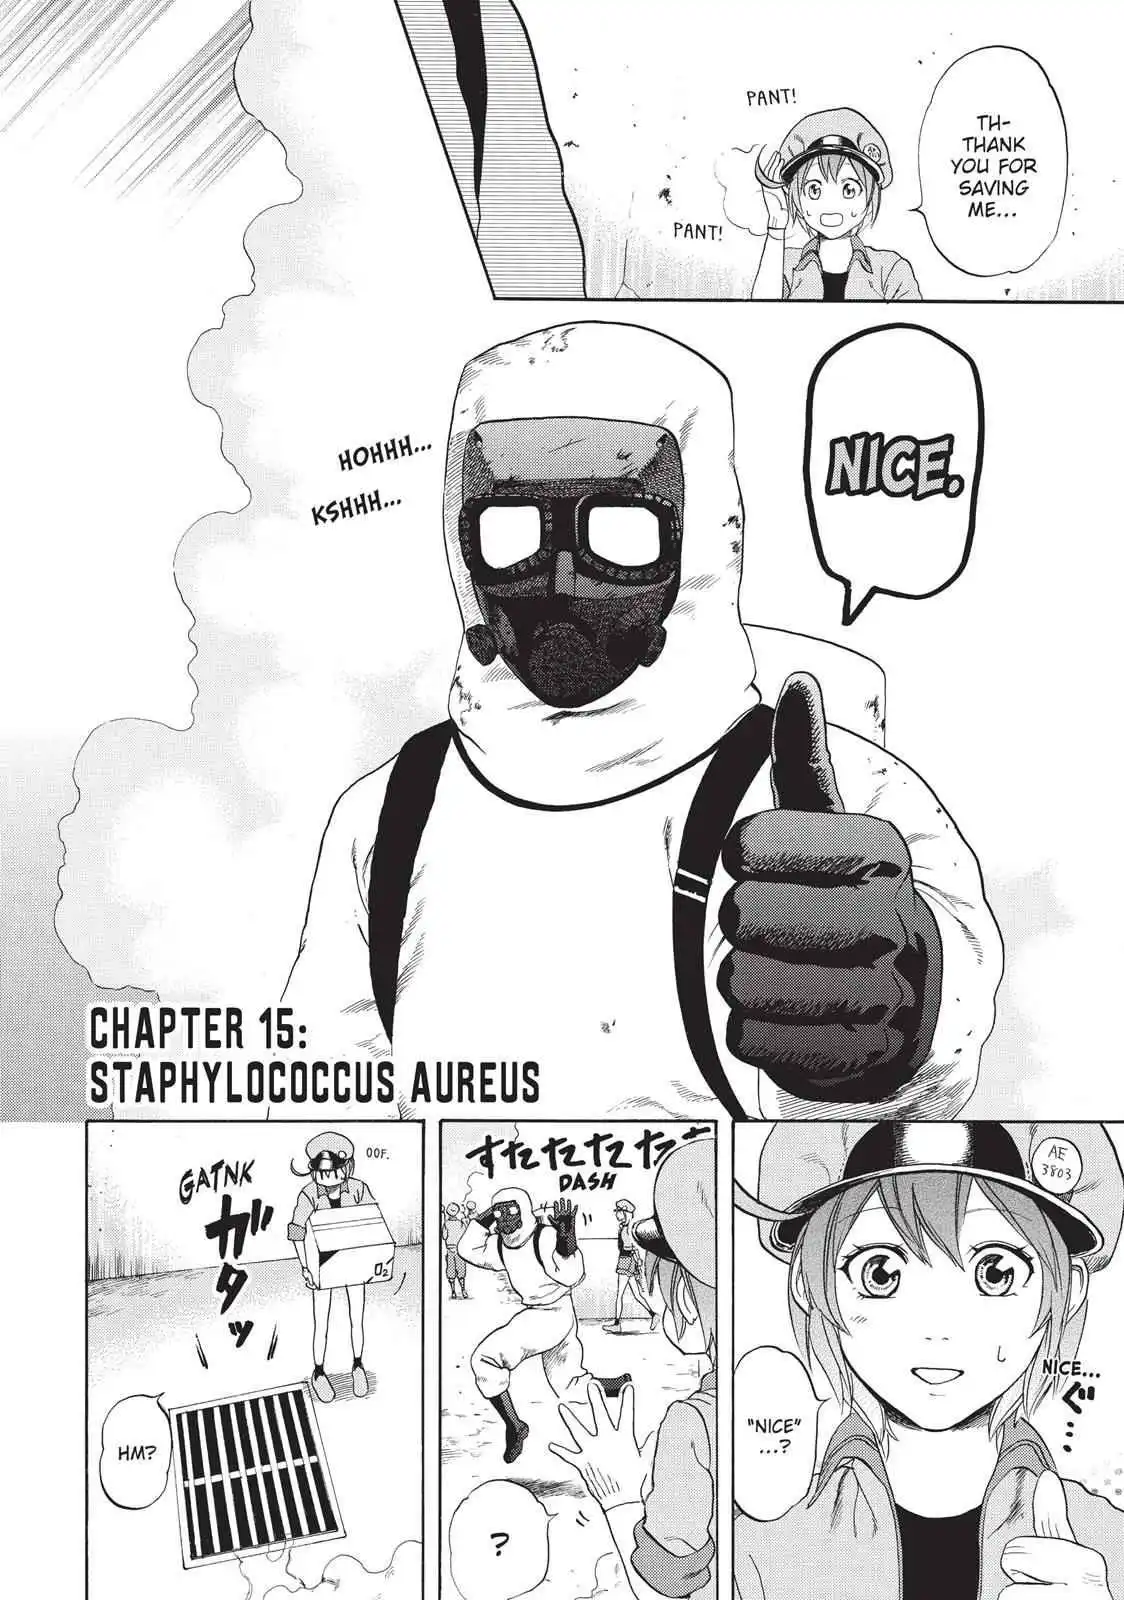 PANT!
TH-
THANK
YOU FOR
SAVING
ME...
PANT!
NICE.
HOHHH...
KSHHH...
CHAPTER 15:
STAPHYLOCOCCUS AUREUS
AE
3803
NICE...
ぐ...
"NICE"
...?
すたたたた
DASH
?
OOF.
GATNK
ガタッ
O2
HM?